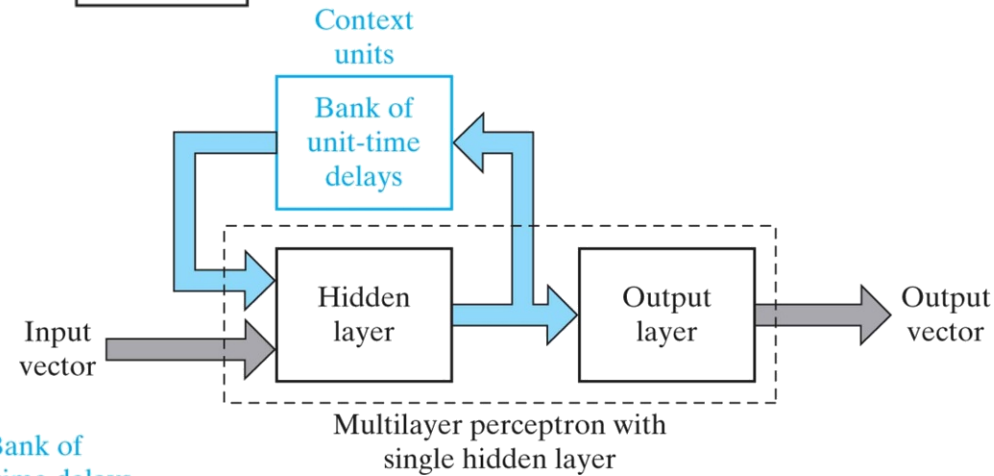 Context
units
Bank of
unit-time
delays
Hidden
layer
Output
layer
Input
vector
Output
vector
Multilayer perceptron with
single hidden layer
Bank of
delays